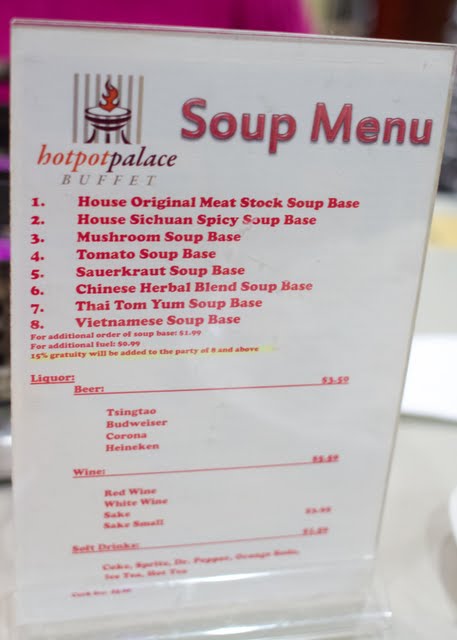 Soup Menu
hotpotpalace
BUFFET
1. House Original Meat Stock Soup Base
2. House Sichuan Spicy Soup Base
3. Mushroom Soup Base
4. Tomato Soup Base
5. Sauerkraut Soup Base
6. Chinese Herbal Blend Soup Base
7. Thai Tom Yum Soup Base
8. Vietnamese Soup Base
For additional order of soup base: $1.99
For additional fuel: $0.99
15% gratuity will be added to the party of 8 and above
Liquor:
Beer: $3.50
Tsingtao
Budweiser
Corona
Heineken
Wine:
Red Wine
White Wine
Sake
Sake Small
Soft Drinks:
Coke, Sprite, Dr. Pepper, Orange Soda,
Ice Tea, Hot Tea